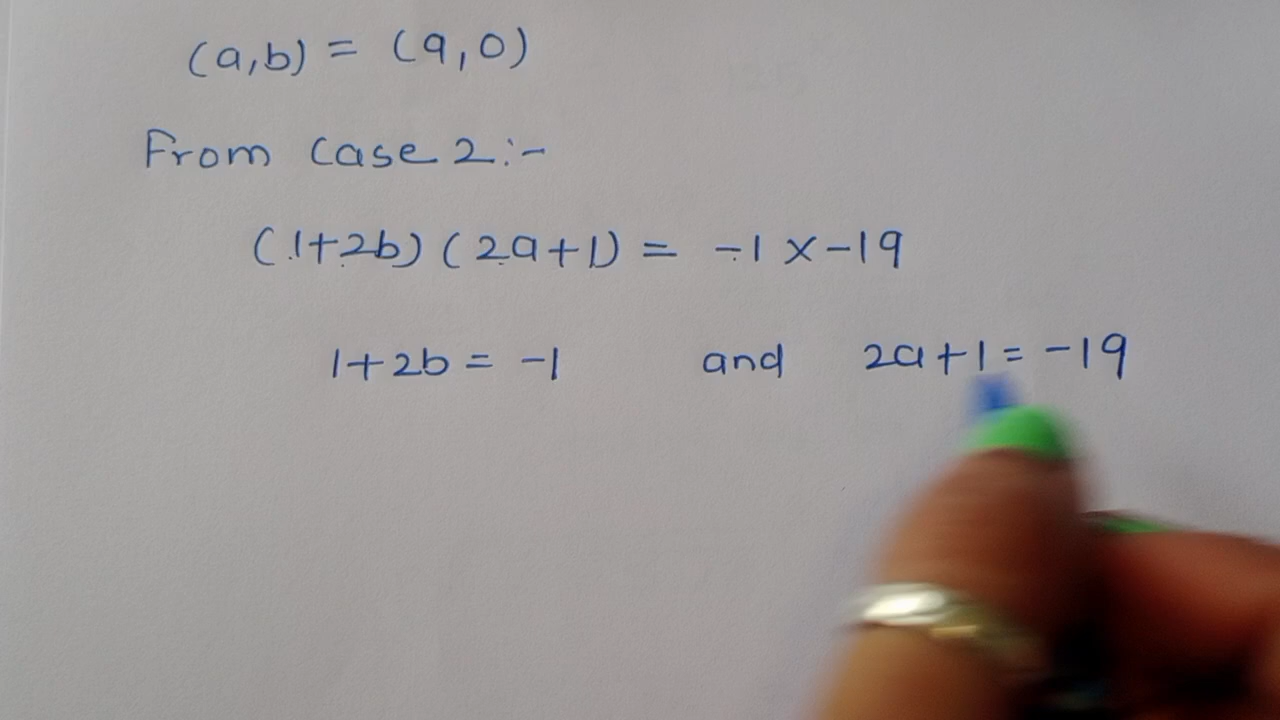 (a,b) = (9,0)
From case 2:-
(1+2b)(2a+1) = -1 x -19
1+2b = -1 and 2a+1 = -19